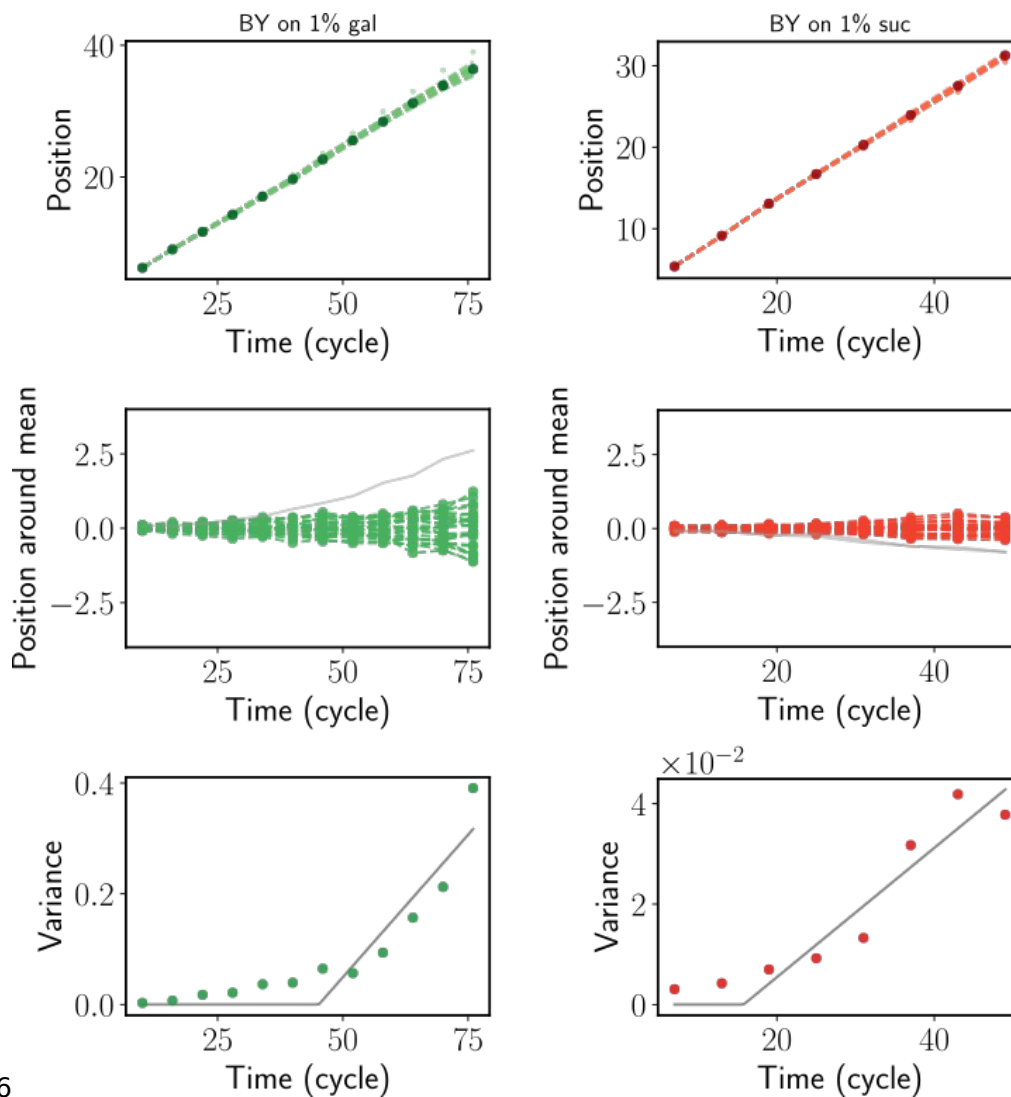 BY on 1% gal
40
20
Position
25 50 75
Time (cycle)
BY on 1% suc
30
20
10
Position
20 40
Time (cycle)
2.5
0.0
−2.5
Position around mean
25 50 75
Time (cycle)
2.5
0.0
−2.5
Position around mean
20 40
Time (cycle)
0.4
0.2
0.0
Variance
25 50 75
Time (cycle)
×10⁻²
4
2
0
Variance
20 40
Time (cycle)
6